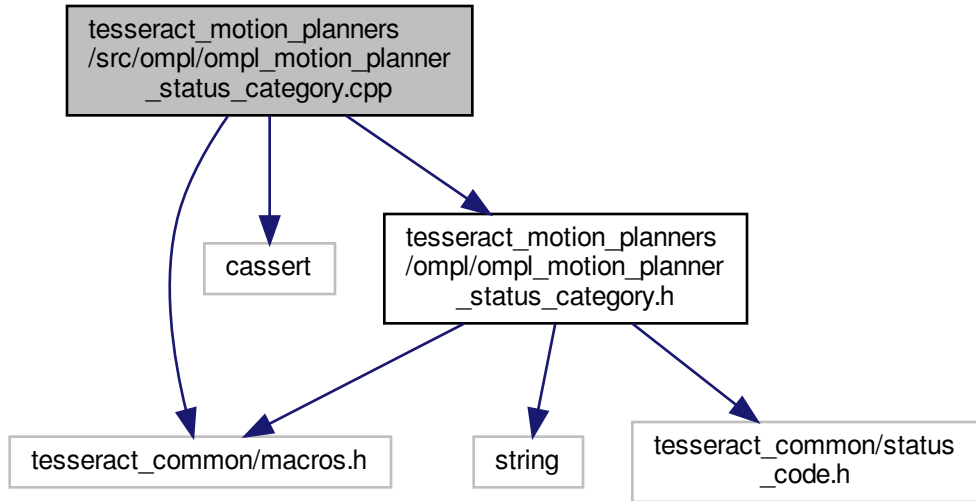 tesseract_motion_planners
/src/ompl/ompl_motion_planner
_status_category.cpp
cassert
tesseract_motion_planners
/ompl/ompl_motion_planner
_status_category.h
tesseract_common/macros.h
string
tesseract_common/status
_code.h